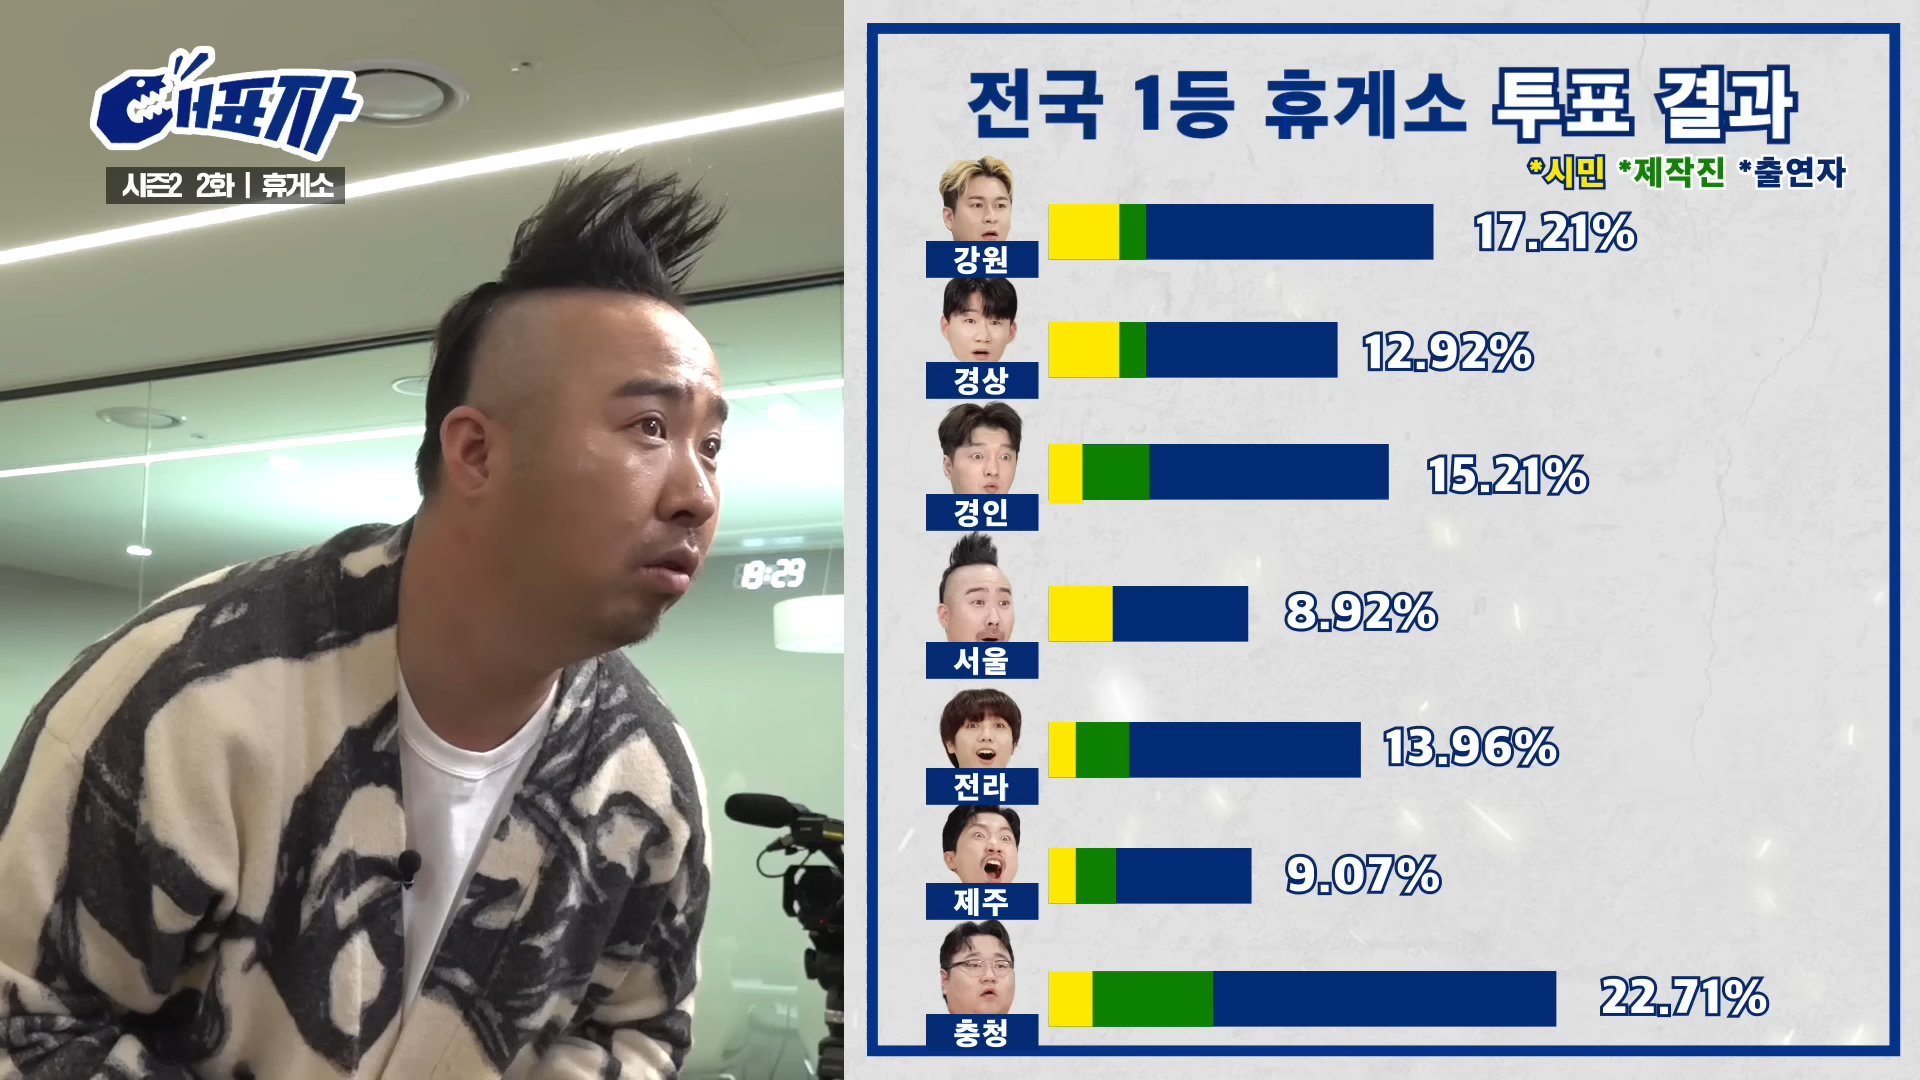 대표자
시즌2 2화 | 휴게소
18:29
전국 1등 휴게소 투표 결과
*시민 *제작진 *출연자
강원 17.21%
경상 12.92%
경인 15.21%
서울 8.92%
전라 13.96%
제주 9.07%
충청 22.71%